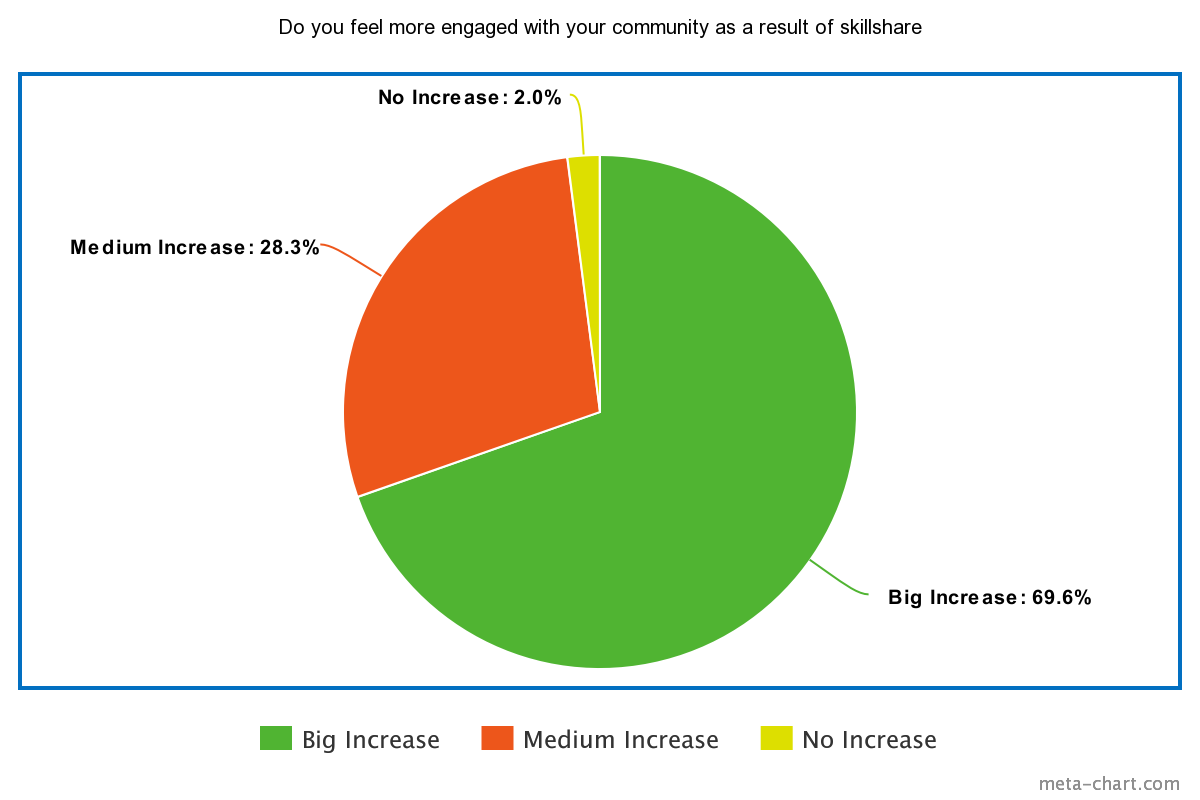 Do you feel more engaged with your community as a result of skillshare
No Increase: 2.0%
Medium Increase: 28.3%
Big Increase: 69.6%
Big Increase
Medium Increase
No Increase
meta-chart.com